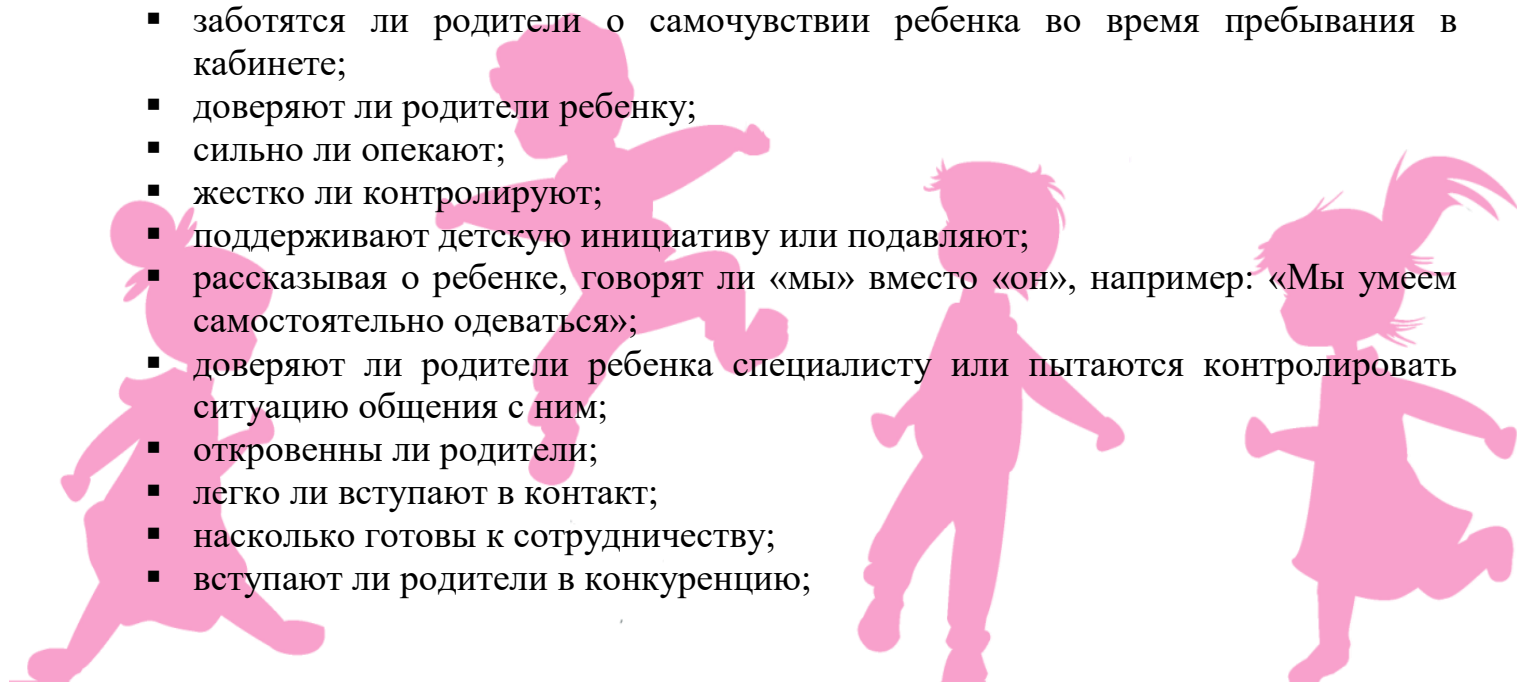 ▪ заботятся ли родители о самочувствии ребенка во время пребывания в
кабинете;
▪ доверяют ли родители ребенку;
▪ сильно ли опекают;
▪ жестко ли контролируют;
▪ поддерживают детскую инициативу или подавляют;
▪ рассказывая о ребенке, говорят ли «мы» вместо «он», например: «Мы умеем
самостоятельно одеваться»;
▪ доверяют ли родители ребенка специалисту или пытаются контролировать
ситуацию общения с ним;
▪ откровенны ли родители;
▪ легко ли вступают в контакт;
▪ насколько готовы к сотрудничеству;
▪ вступают ли родители в конкуренцию;